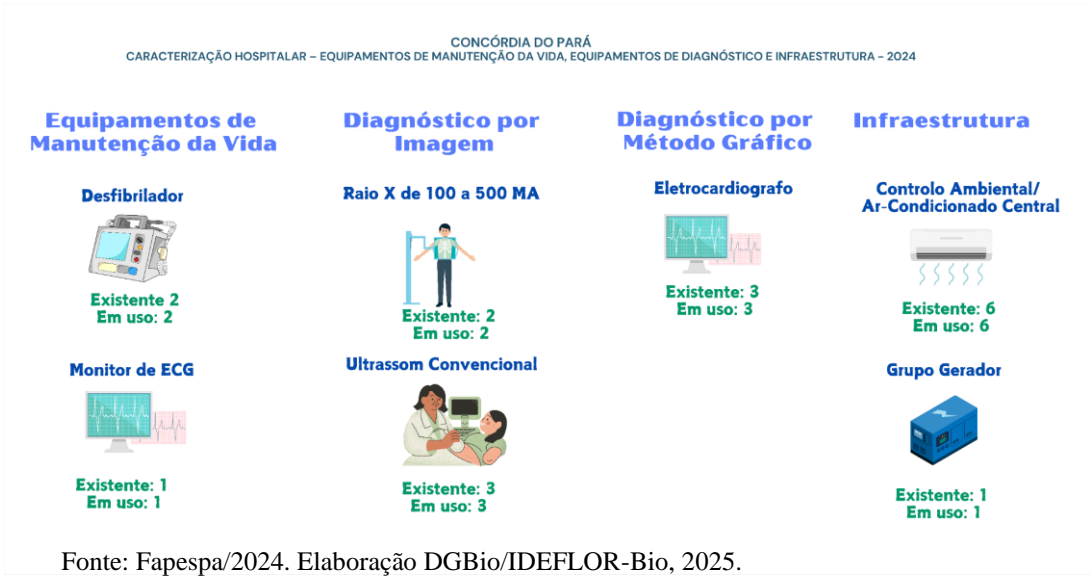 CONCÓRDIA DO PARÁ
CARACTERIZAÇÃO HOSPITALAR – EQUIPAMENTOS DE MANUTENÇÃO DA VIDA, EQUIPAMENTOS DE DIAGNÓSTICO E INFRAESTRUTURA - 2024
Equipamentos de
Manutenção da Vida
Desfibrilador
Existente 2
Em uso: 2
Monitor de ECG
Existente: 1
Em uso: 1
Diagnóstico por
Imagem
Raio X de 100 a 500 MA
Existente: 2
Em uso: 2
Ultrassom Convencional
Existente: 3
Em uso: 3
Diagnóstico por
Método Gráfico
Eletrocardiografo
Existente: 3
Em uso: 3
Infraestrutura
Controlo Ambiental/
Ar-Condicionado Central
Existente: 6
Em uso: 6
Grupo Gerador
Existente: 1
Em uso: 1
Fonte: Fapespa/2024. Elaboração DGBio/IDEFLOR-Bio, 2025.